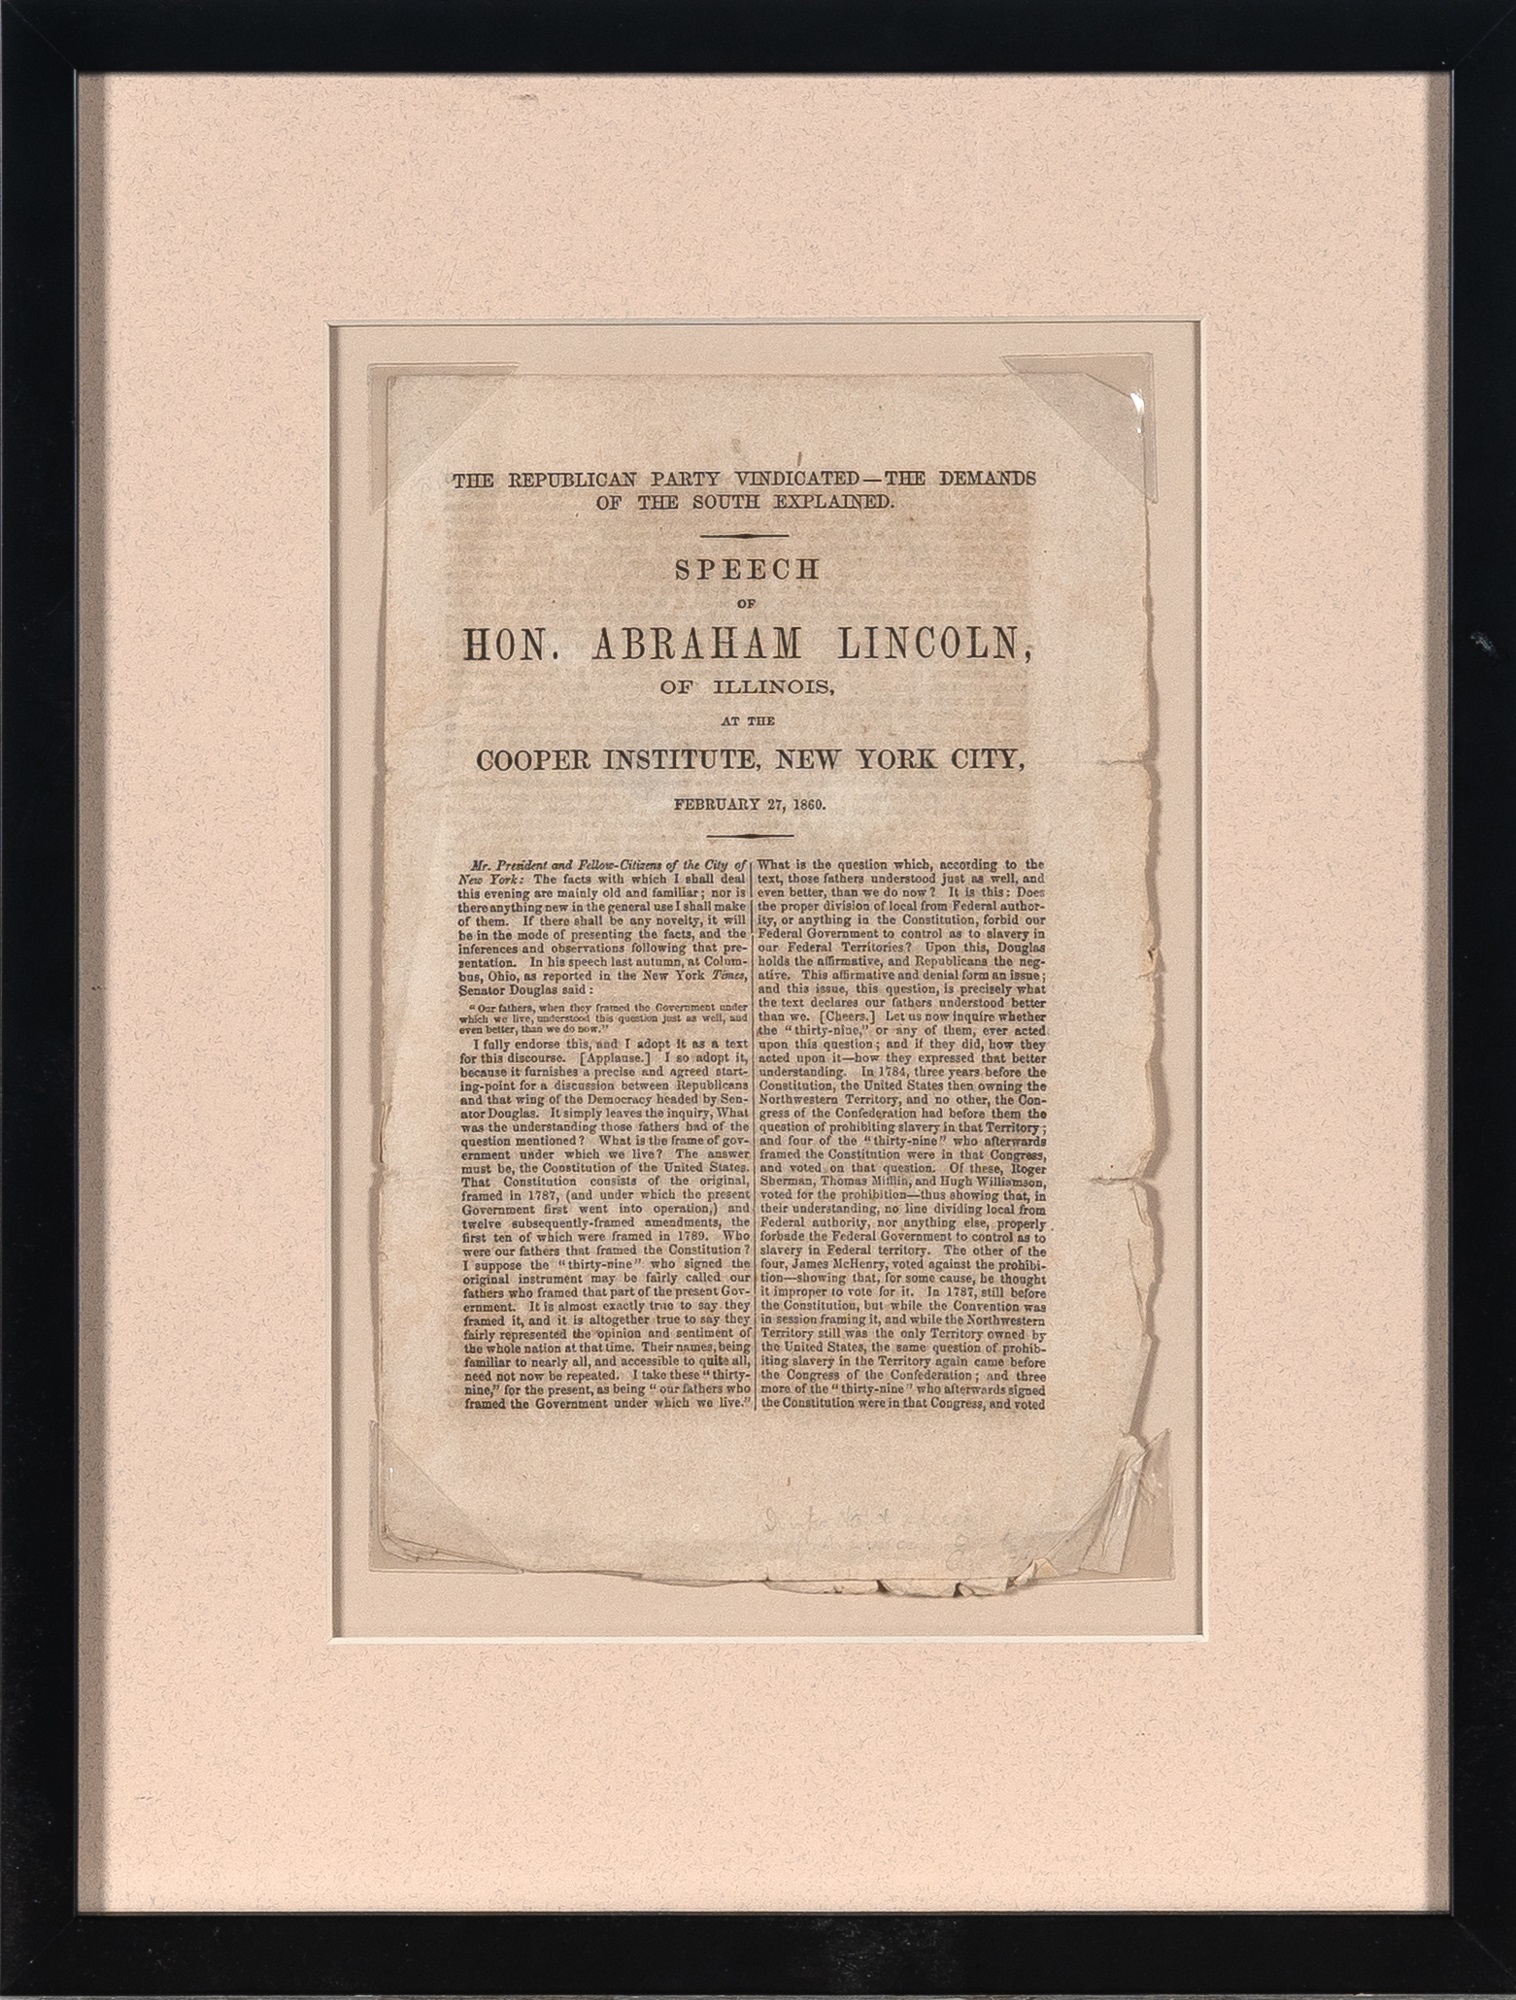 THE REPUBLICAN PARTY VINDICATED—THE DEMANDS
OF THE SOUTH EXPLAINED.
SPEECH
OF
HON. ABRAHAM LINCOLN,
OF ILLINOIS,
AT THE
COOPER INSTITUTE, NEW YORK CITY,
FEBRUARY 27, 1860.
Mr. President and Fellow-Citizens of the City of
New York: The facts with which I shall deal
this evening are mainly old and familiar; nor is
there anything new in the general use I shall make
of them. If there shall be any novelty, it will
be in the mode of presenting the facts, and the
inferences and observations following that pre-
sentation. In his speech last autumn, at Colum-
bus, Ohio, as reported in the New York Times,
Senator Douglas said:
"Our fathers, when they framed the Government under
which we live, understood this question just as well, and
even better, than we do now."
I fully endorse this, and I adopt it as a text
for this discourse. [Applause.] I so adopt it,
because it furnishes a precise and agreed start-
ing-point for a discussion between Republicans
and that wing of the Democracy headed by Sen-
ator Douglas. It simply leaves the inquiry, What
was the understanding those fathers had of the
question mentioned? What is the frame of gov-
ernment under which we live? The answer
must be, the Constitution of the United States.
That Constitution consists of the original,
framed in 1787, (and under which the present
Government first went into operation,) and
twelve subsequently-framed amendments, the
first ten of which were framed in 1789. Who
were our fathers that framed the Constitution?
I suppose the "thirty-nine" who signed the
original instrument may be fairly called our
fathers who framed that part of the present Gov-
ernment. It is almost exactly true to say they
framed it, and it is altogether true to say they
fairly represented the opinion and sentiment of
the whole nation at that time. Their names, being
familiar to nearly all, and accessible to quite all,
need not now be repeated. I take these "thirty-
nine," for the present, as being "our fathers who
framed the Government under which we live."
What is the question which, according to the
text, those fathers understood just as well, and
even better, than we do now? It is this: Does
the proper division of local from Federal author-
ity, or anything in the Constitution, forbid our
Federal Government to control as to slavery in
our Federal Territories? Upon this, Douglas
holds the affirmative, and Republicans the neg-
ative. This affirmative and denial form an issue;
and this issue, this question, is precisely what
the text declares our fathers understood better
than we. [Cheers.] Let us now inquire whether
the "thirty-nine," or any of them, ever acted
upon this question; and if they did, how they
acted upon it—how they expressed that better
understanding. In 1784, three years before the
Constitution, the United States then owning the
Northwestern Territory, and no other, the Con-
gress of the Confederation had before them the
question of prohibiting slavery in that Territory;
and four of the "thirty-nine" who afterwards
framed the Constitution were in that Congress,
and voted on that question. Of these, Roger
Sherman, Thomas Mifflin, and Hugh Williamson,
voted for the prohibition—thus showing that, in
their understanding, no line dividing local from
Federal authority, nor anything else, properly
forbade the Federal Government to control as to
slavery in Federal territory. The other of the
four, James McHenry, voted against the prohibi-
tion—showing that, for some cause, he thought
it improper to vote for it. In 1787, still before
the Constitution, but while the Convention was
in session framing it, and while the Northwestern
Territory still was the only Territory owned by
the United States, the same question of prohib-
iting slavery in the Territory again came before
the Congress of the Confederation; and three
more of the "thirty-nine" who afterwards signed
the Constitution were in that Congress, and voted